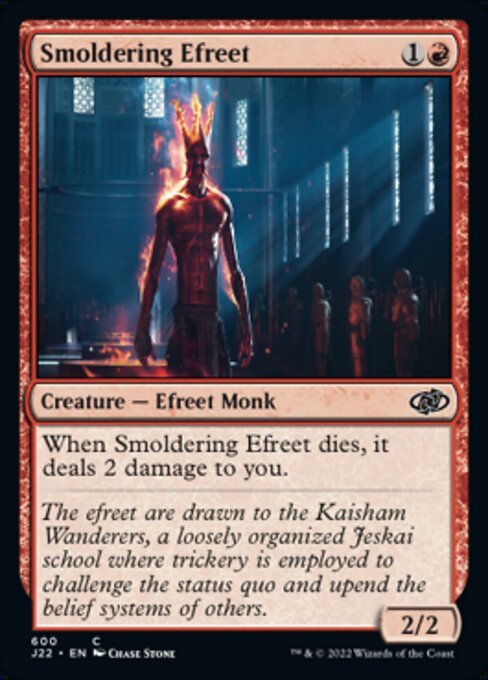 Smoldering Efreet 1
Creature — Efreet Monk
When Smoldering Efreet dies, it
deals 2 damage to you.
The efreet are drawn to the Kaisham
Wanderers, a loosely organized Jeskai
school where trickery is employed to
challenge the status quo and upend the
belief systems of others.
2/2
600 C
J22 • EN CHASE STONE
™ & © 2022 Wizards of the Coast